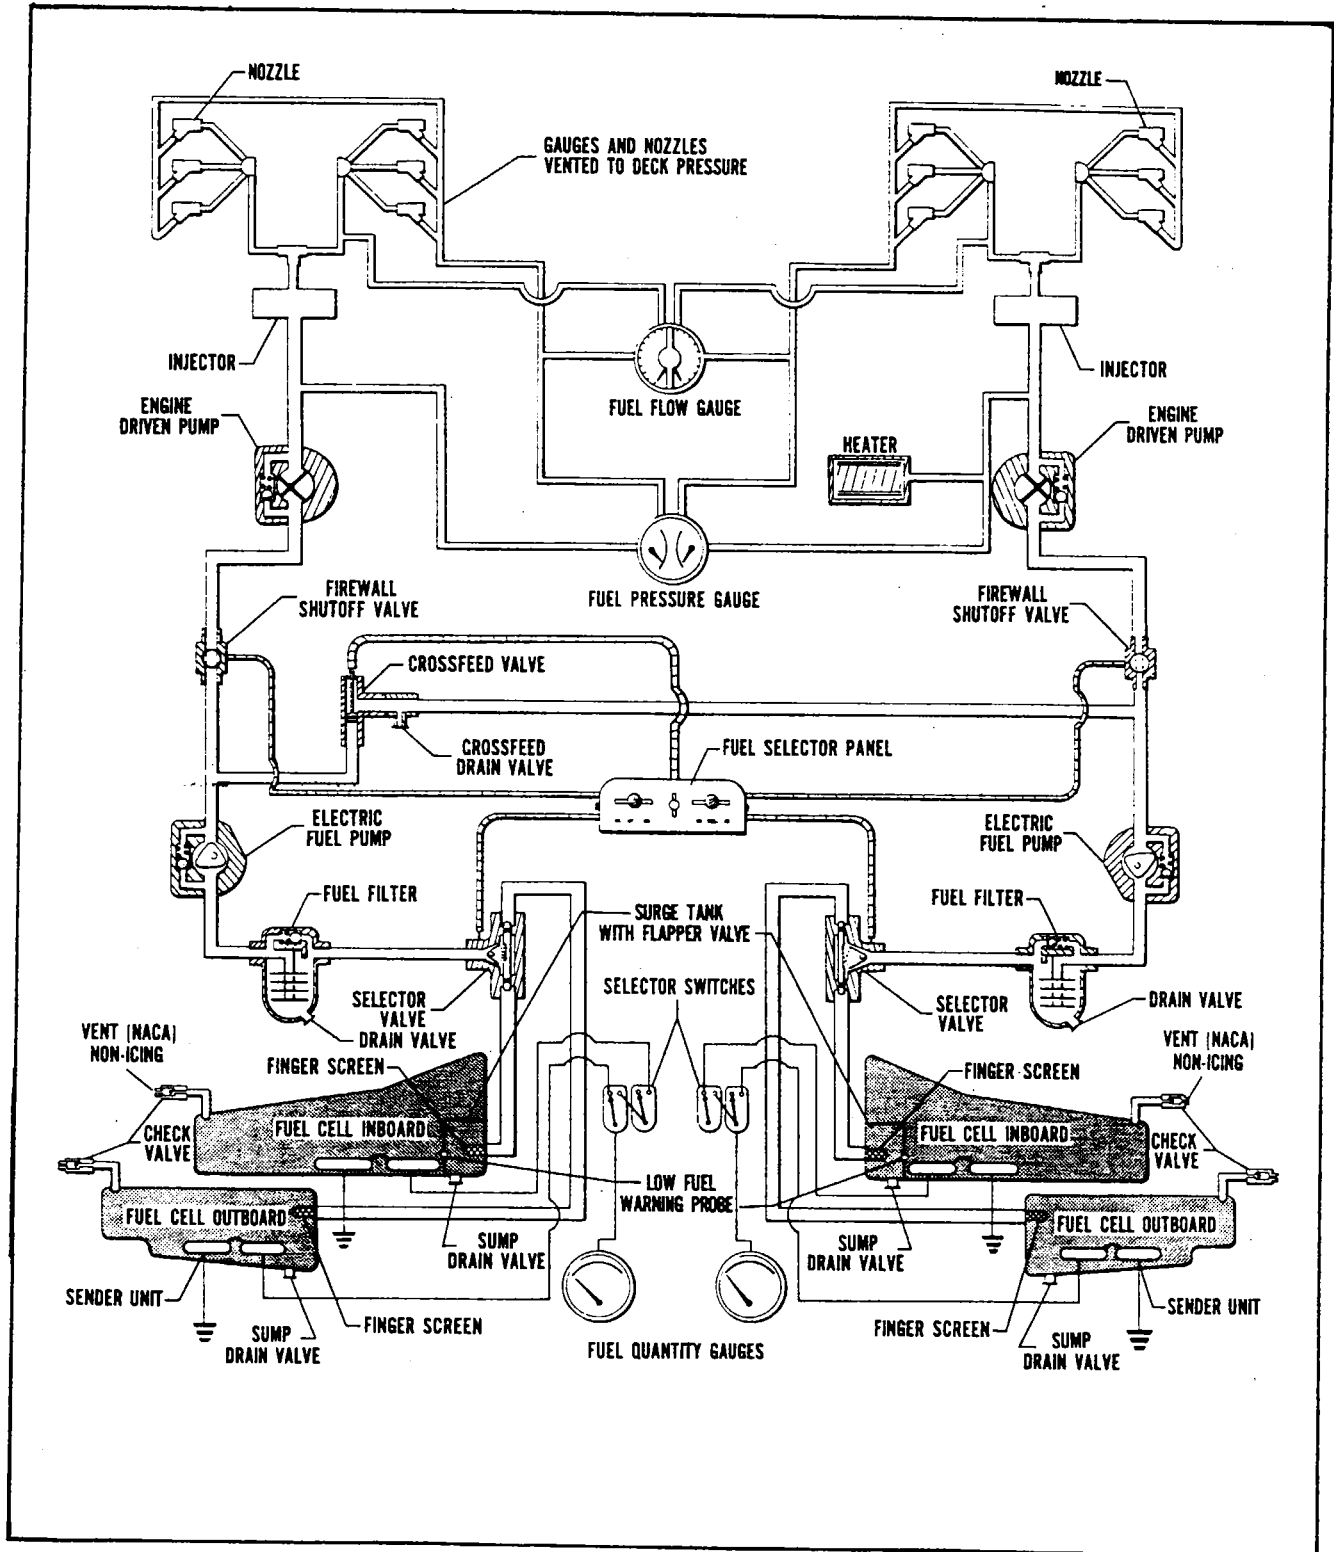 NOZZLE
NOZZLE
GAUGES AND NOZZLES
VENTED TO DECK PRESSURE
INJECTOR
INJECTOR
FUEL FLOW GAUGE
ENGINE
DRIVEN PUMP
ENGINE
DRIVEN PUMP
HEATER
FUEL PRESSURE GAUGE
FIREWALL
SHUTOFF VALVE
FIREWALL
SHUTOFF VALVE
CROSSFEED VALVE
CROSSFEED
DRAIN VALVE
FUEL SELECTOR PANEL
ELECTRIC
FUEL PUMP
ELECTRIC
FUEL PUMP
FUEL FILTER
FUEL FILTER
SURGE TANK
WITH FLAPPER VALVE
SELECTOR SWITCHES
SELECTOR
VALVE
DRAIN VALVE
SELECTOR
VALVE
DRAIN VALVE
VENT (NACA)
NON-ICING
VENT (NACA)
NON-ICING
FINGER SCREEN
FINGER SCREEN
CHECK
VALVE
FUEL CELL INBOARD
FUEL CELL INBOARD
CHECK
VALVE
LOW FUEL
WARNING PROBE
FUEL CELL OUTBOARD
FUEL CELL OUTBOARD
SUMP
DRAIN VALVE
SUMP
DRAIN VALVE
SENDER UNIT
SENDER UNIT
SUMP
DRAIN VALVE
FINGER SCREEN
FINGER SCREEN
SUMP
DRAIN VALVE
FUEL QUANTITY GAUGES